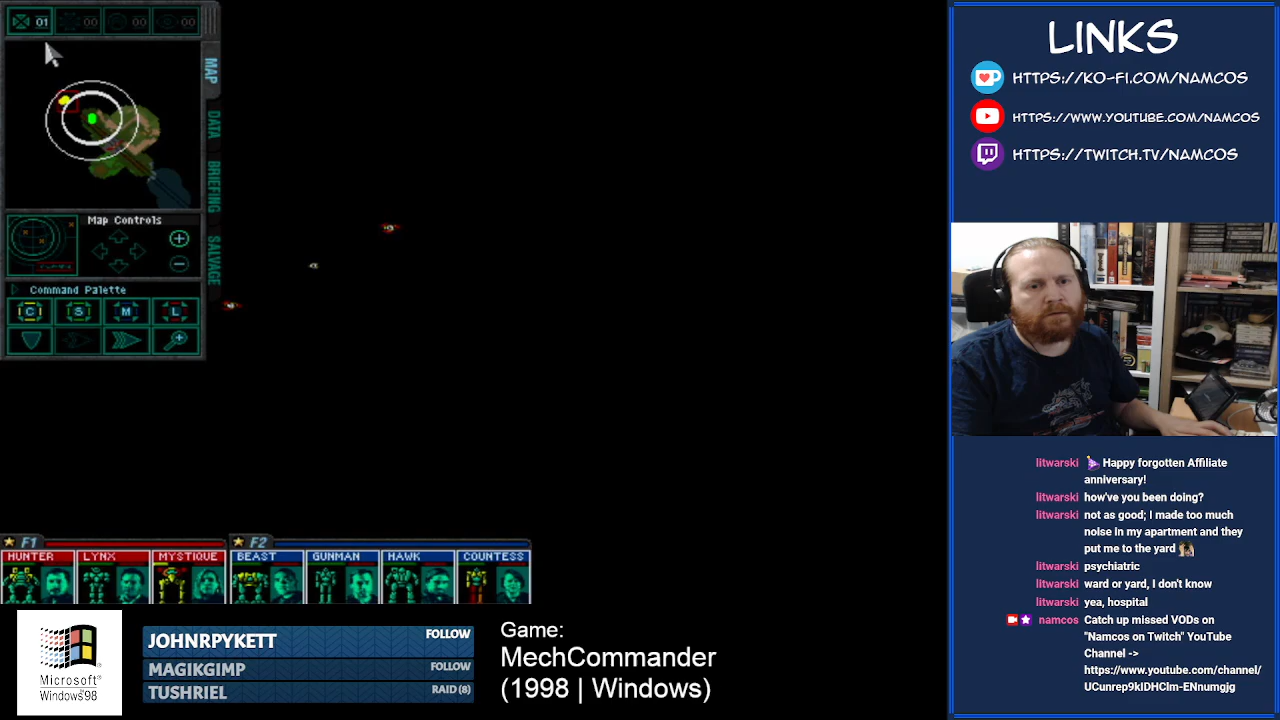 01 00 00 00
MAP
DATA
BRIEFING
SALVAGE
Map Controls
Command Palette
C S M L
F1 F2
HUNTER LYNX MYSTIQUE BEAST GUNMAN HAWK COUNTESS
Microsoft
Windows98
JOHNRPYKETT FOLLOW
MAGIKGIMP FOLLOW
TUSHRIEL RAID (8)
Game:
MechCommander
(1998 | Windows)
LINKS
HTTPS://KO-FI.COM/NAMCOS
HTTPS://WWW.YOUTUBE.COM/NAMCOS
HTTPS://TWITCH.TV/NAMCOS
litwarski Happy forgotten Affiliate
anniversary!
litwarski how've you been doing?
litwarski not as good; I made too much
noise in my apartment and they
put me to the yard
litwarski psychiatric
litwarski ward or yard, I don't know
litwarski yea, hospital
namcos Catch up missed VODs on
"Namcos on Twitch" YouTube
Channel ->
https://www.youtube.com/channel/
UCunrep9kIDHClm-ENnumgjg